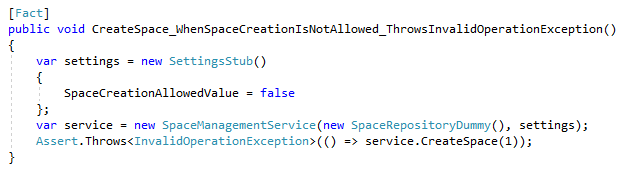 [Fact]
public void CreateSpace_WhenSpaceCreationIsNotAllowed_ThrowsInvalidOperationException()
{
    var settings = new SettingsStub()
    {
        SpaceCreationAllowedValue = false
    };
    var service = new SpaceManagementService(new SpaceRepositoryDummy(), settings);
    Assert.Throws<InvalidOperationException>(() => service.CreateSpace(1));
}